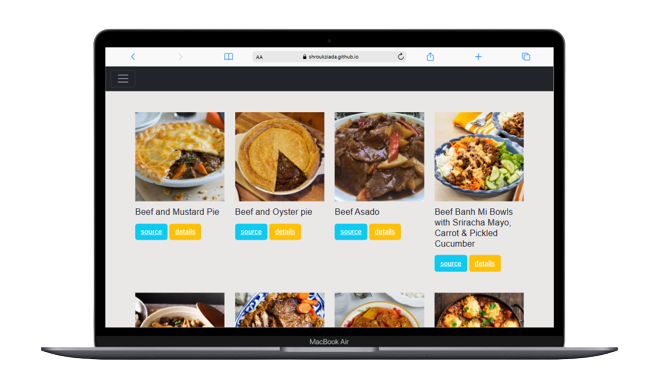 AA shroukziada.github.io
Beef and Mustard Pie
Beef and Oyster pie
Beef Asado
Beef Banh Mi Bowls
with Sriracha Mayo,
Carrot & Pickled
Cucumber
source details
source details
source details
source details
MacBook Air